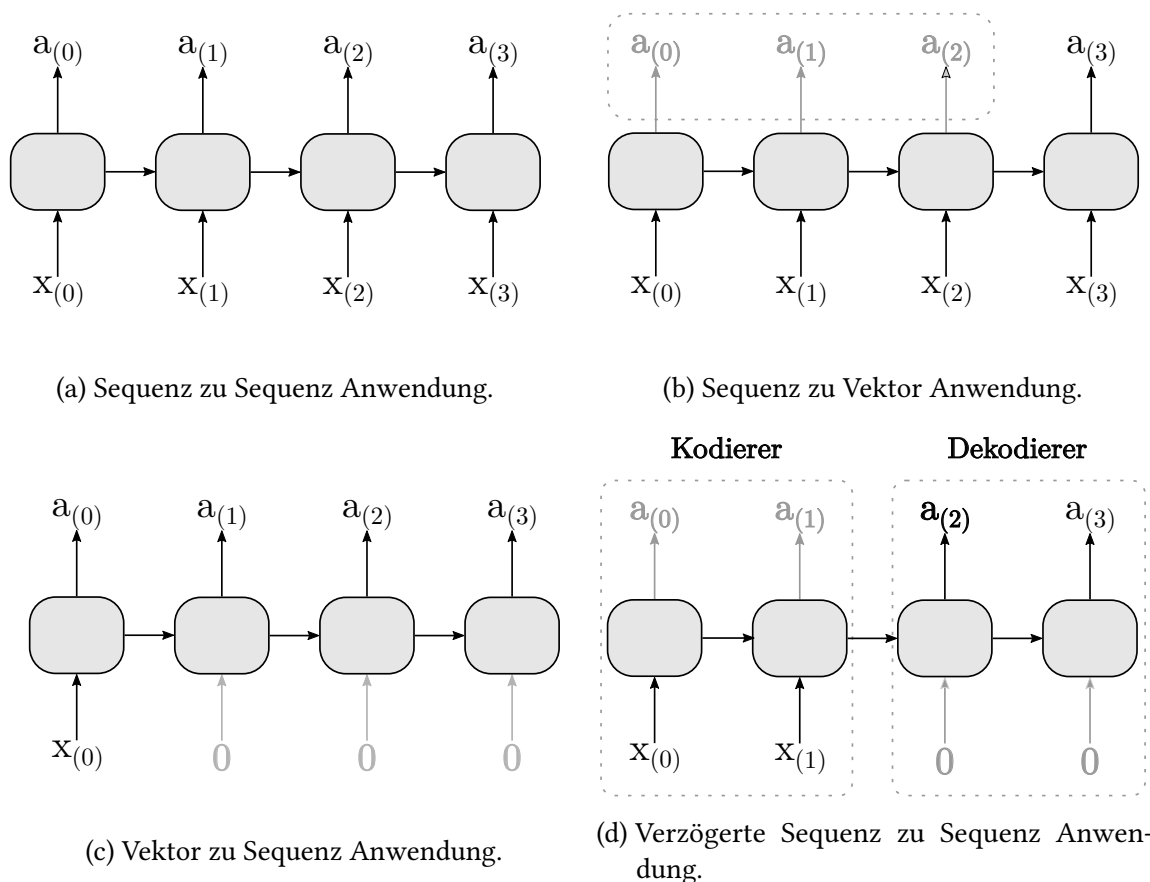 a(0) a(1) a(2) a(3)
x(0) x(1) x(2) x(3)
(a) Sequenz zu Sequenz Anwendung.
a(0) a(1) a(2) a(3)
x(0) x(1) x(2) x(3)
(b) Sequenz zu Vektor Anwendung.
a(0) a(1) a(2) a(3)
x(0) 0 0 0
(c) Vektor zu Sequenz Anwendung.
Kodierer Dekodierer
a(0) a(1) a(2) a(3)
x(0) x(1) 0 0
(d) Verzögerte Sequenz zu Sequenz Anwen-
dung.